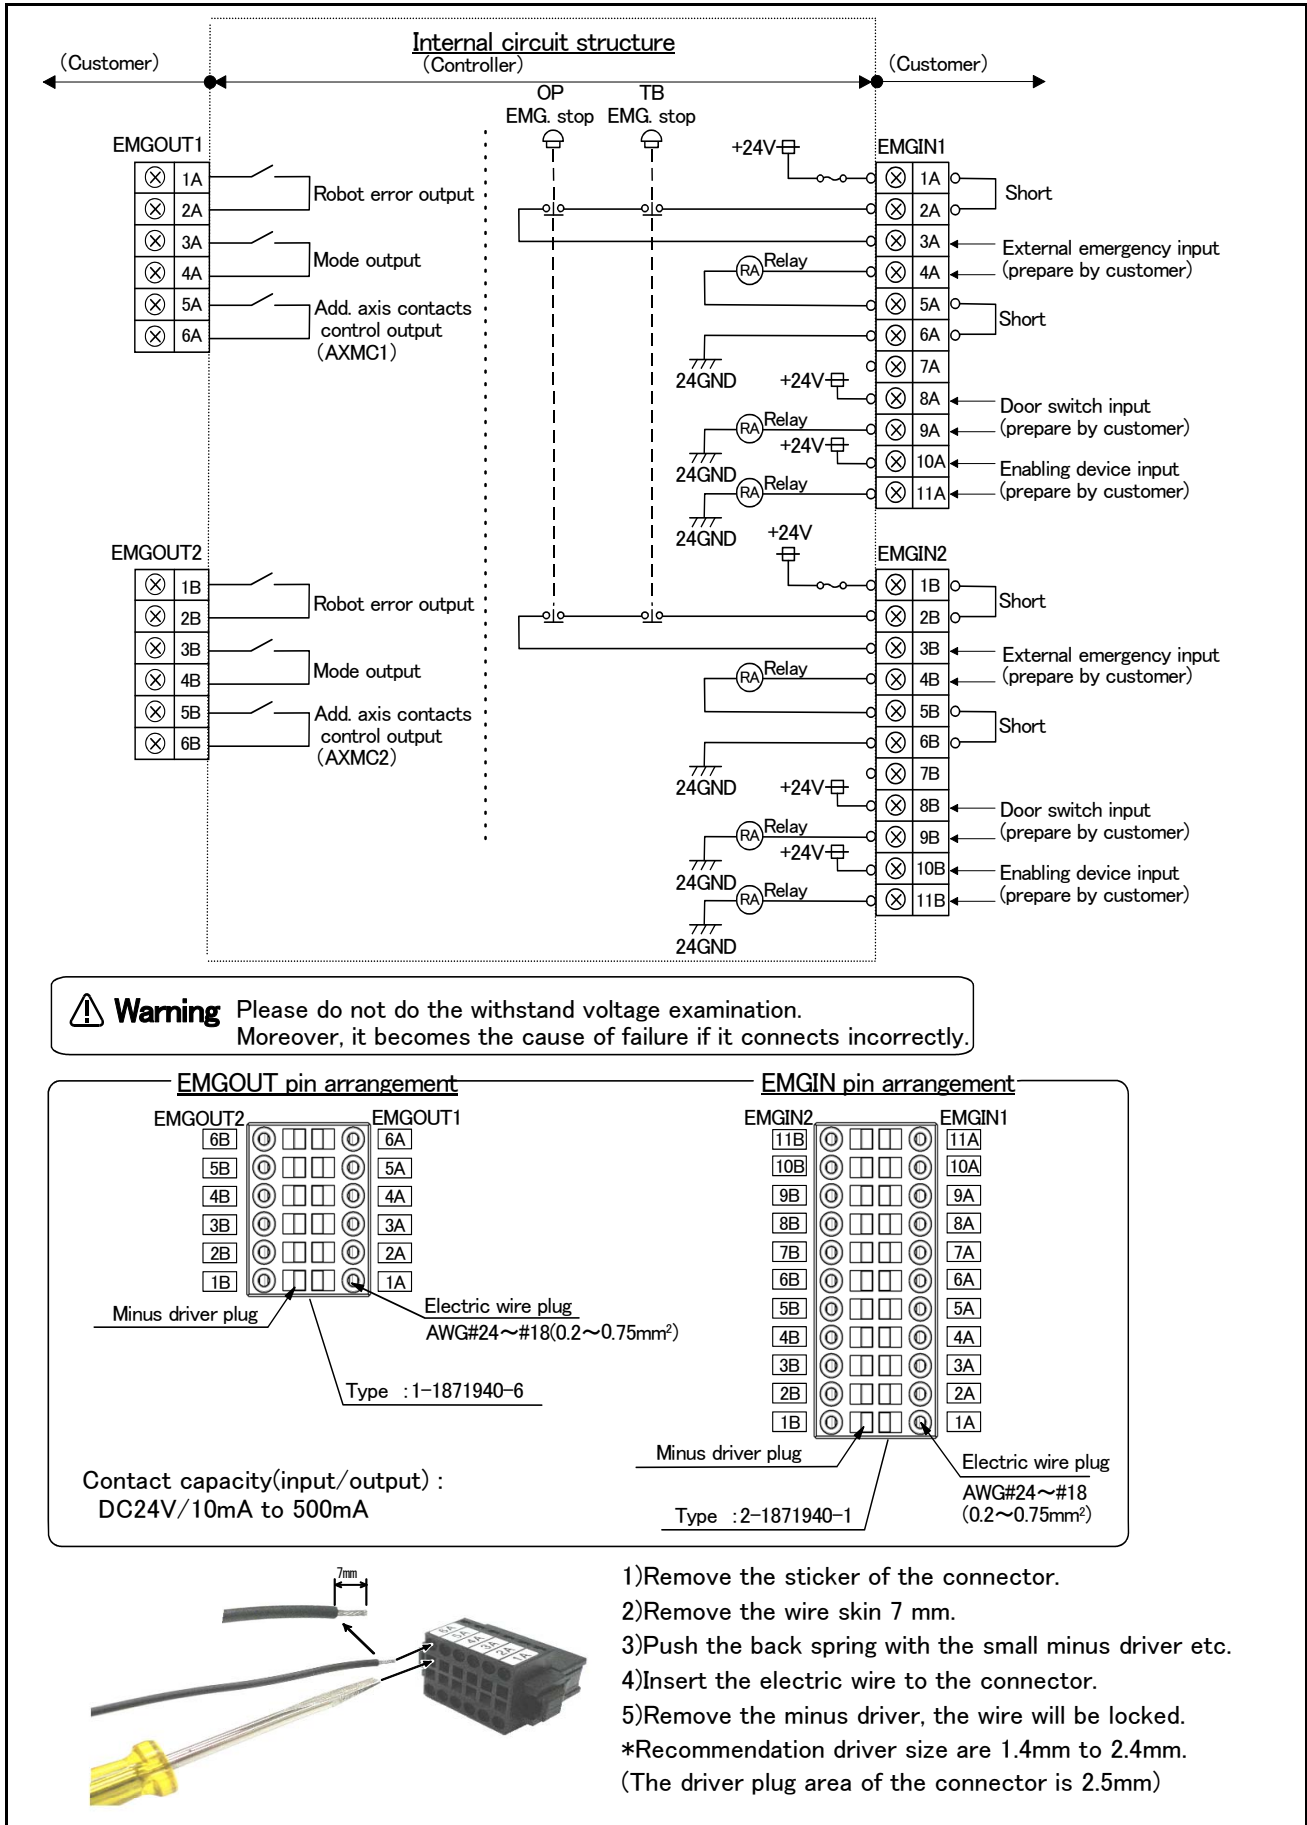 Internal circuit structure
(Customer)
(Controller)
(Customer)
OP
EMG. stop
TB
EMG. stop
EMGOUT1
1A
2A
3A
4A
5A
6A
Robot error output
Mode output
Add. axis contacts
control output
(AXMC1)
EMGOUT2
1B
2B
3B
4B
5B
6B
Robot error output
Mode output
Add. axis contacts
control output
(AXMC2)
+24V
EMGIN1
1A
2A
3A
4A
5A
6A
7A
8A
9A
10A
11A
Short
External emergency input
(prepare by customer)
RA
Relay
Short
24GND
+24V
Door switch input
(prepare by customer)
RA
Relay
+24V
24GND
Enabling device input
(prepare by customer)
RA
Relay
24GND
+24V
EMGIN2
1B
2B
3B
4B
5B
6B
7B
8B
9B
10B
11B
Short
External emergency input
(prepare by customer)
RA
Relay
Short
24GND
+24V
Door switch input
(prepare by customer)
RA
Relay
+24V
24GND
Enabling device input
(prepare by customer)
RA
Relay
24GND
Warning
Please do not do the withstand voltage examination.
Moreover, it becomes the cause of failure if it connects incorrectly.
EMGOUT pin arrangement
EMGOUT2
EMGOUT1
6B
6A
5B
5A
4B
4A
3B
3A
2B
2A
1B
1A
Minus driver plug
Electric wire plug
AWG#24～#18(0.2～0.75mm²)
Type :1-1871940-6
Contact capacity(input/output) :
DC24V/10mA to 500mA
EMGIN pin arrangement
EMGIN2
EMGIN1
11B
11A
10B
10A
9B
9A
8B
8A
7B
7A
6B
6A
5B
5A
4B
4A
3B
3A
2B
2A
1B
1A
Minus driver plug
Electric wire plug
AWG#24～#18
(0.2～0.75mm²)
Type :2-1871940-1
7mm
6A
5A
4A
3A
2A
1A
1)Remove the sticker of the connector.
2)Remove the wire skin 7 mm.
3)Push the back spring with the small minus driver etc.
4)Insert the electric wire to the connector.
5)Remove the minus driver, the wire will be locked.
*Recommendation driver size are 1.4mm to 2.4mm.
(The driver plug area of the connector is 2.5mm)